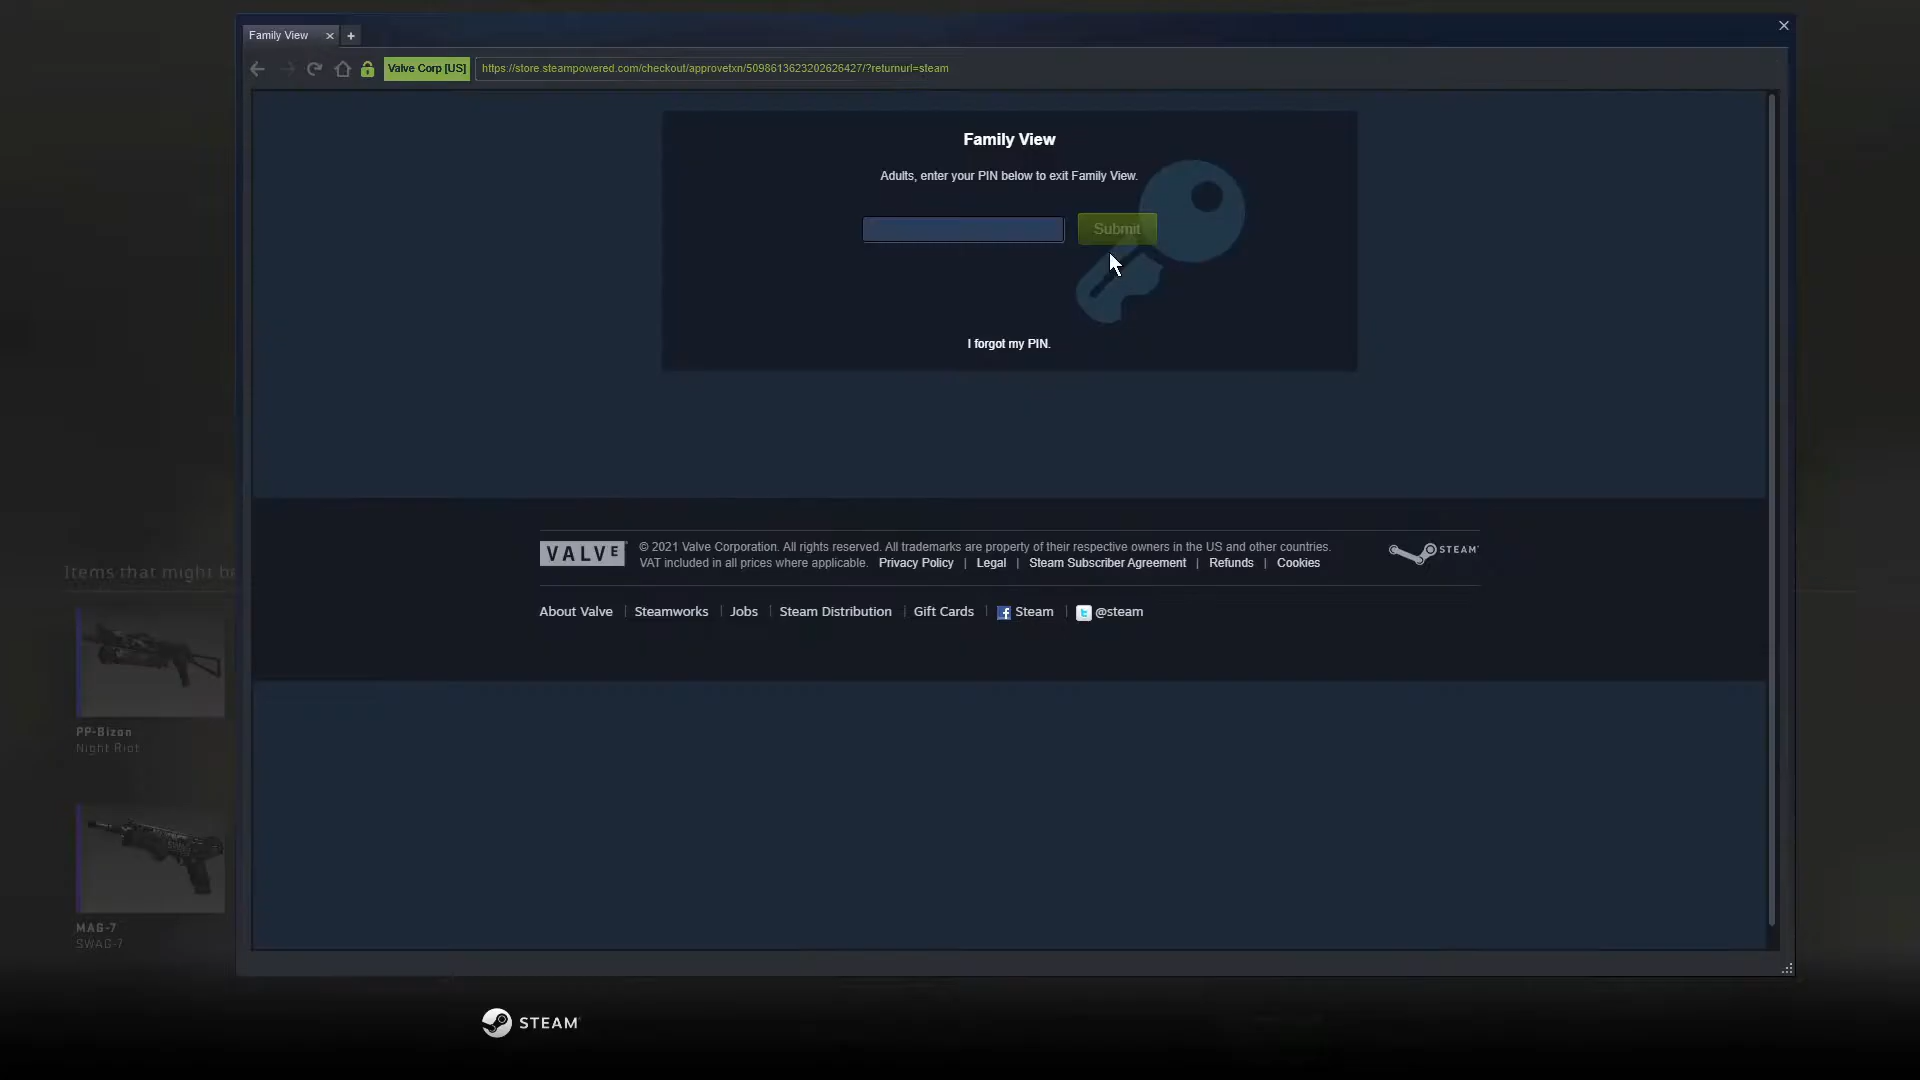 Family View
Valve Corp [US]
https://store.steampowered.com/checkout/approvetxn/5098613623202626427/?returnurl=steam
Family View
Adults, enter your PIN below to exit Family View.
Submit
I forgot my PIN.
VALVE © 2021 Valve Corporation. All rights reserved. All trademarks are property of their respective owners in the US and other countries. STEAM
VAT included in all prices where applicable. Privacy Policy | Legal | Steam Subscriber Agreement | Refunds | Cookies
Items that might be
About Valve | Steamworks | Jobs | Steam Distribution | Gift Cards | Steam | @steam
PP-Bizon
Night Riot
MAG-7
SWAG-7
STEAM